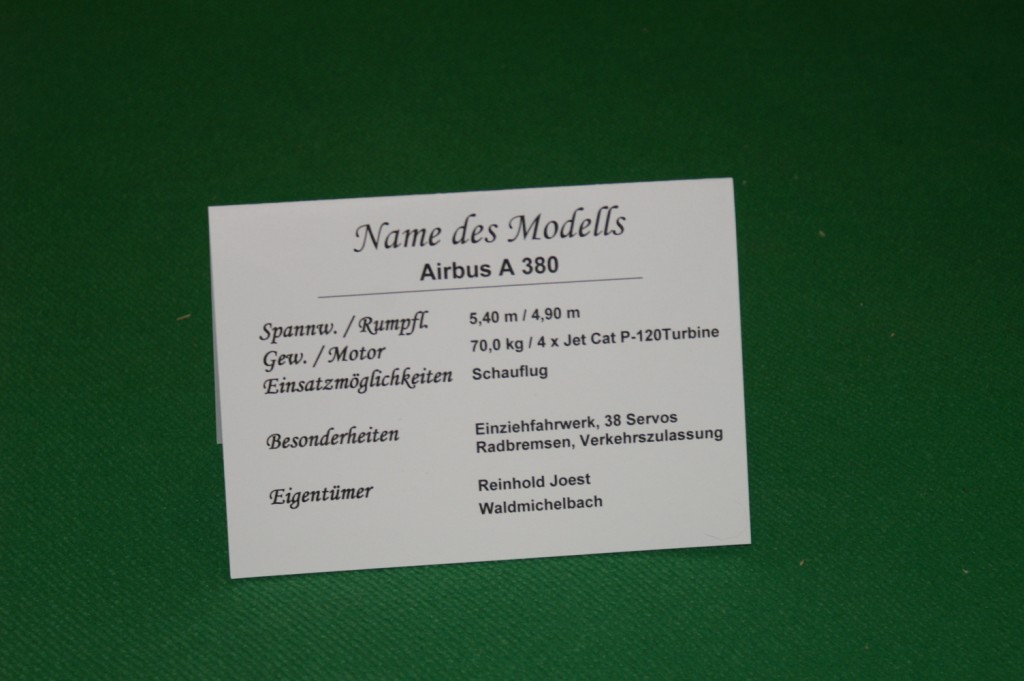 Name des Modells
Airbus A 380
Spannw. / Rumpfl. 5,40 m / 4,90 m
Gew. / Motor 70,0 kg / 4 x Jet Cat P-120Turbine
Einsatzmöglichkeiten Schauflug
Besonderheiten Einziehfahrwerk, 38 Servos
Radbremsen, Verkehrszulassung
Eigentümer Reinhold Joest
Waldmichelbach